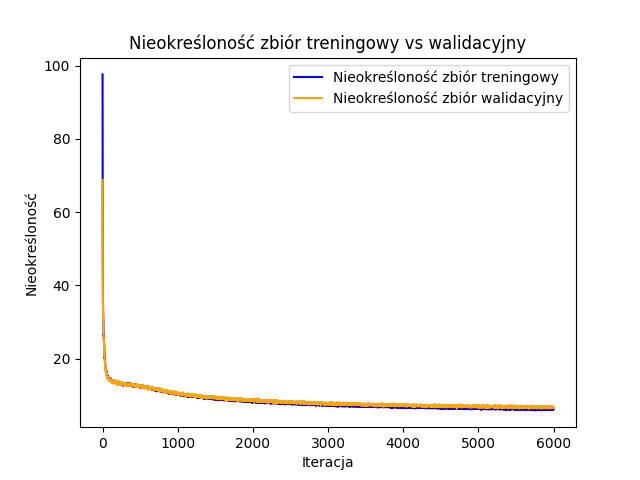 Nieokreśloność zbiór treningowy vs walidacyjny
Nieokreśloność zbiór treningowy
Nieokreśloność zbiór walidacyjny
Nieokreśloność
100
80
60
40
20
0 1000 2000 3000 4000 5000 6000
Iteracja